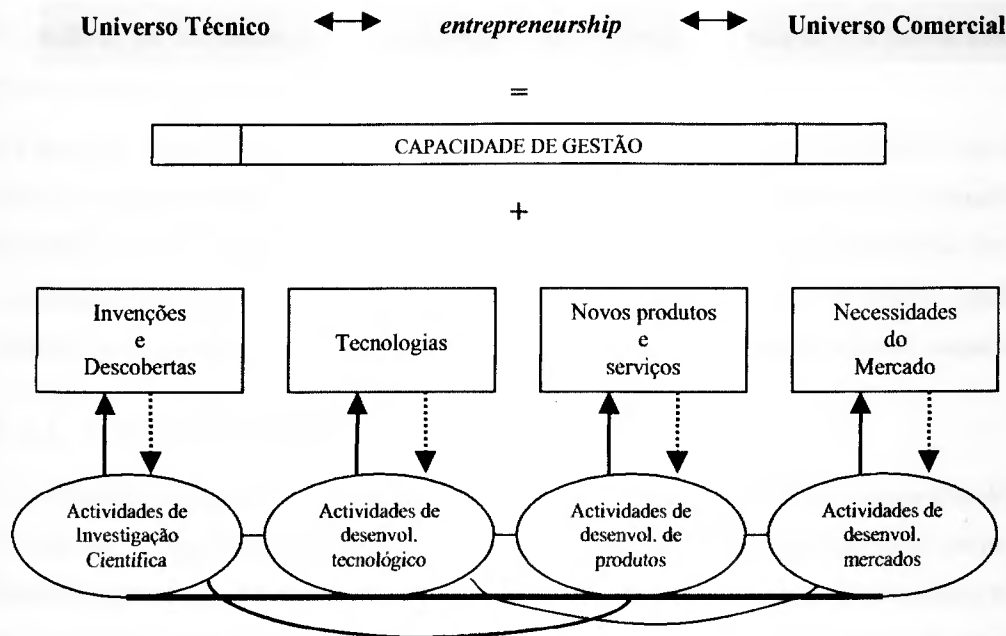 Universo Técnico entrepreneurship Universo Comercial
=
CAPACIDADE DE GESTÃO
+
Invenções
e
Descobertas
Tecnologias
Novos produtos
e
serviços
Necessidades
do
Mercado
Actividades de
Investigação
Científica
Actividades de
desenvol.
tecnológico
Actividades de
desenvol. de
produtos
Actividades de
desenvol.
mercados